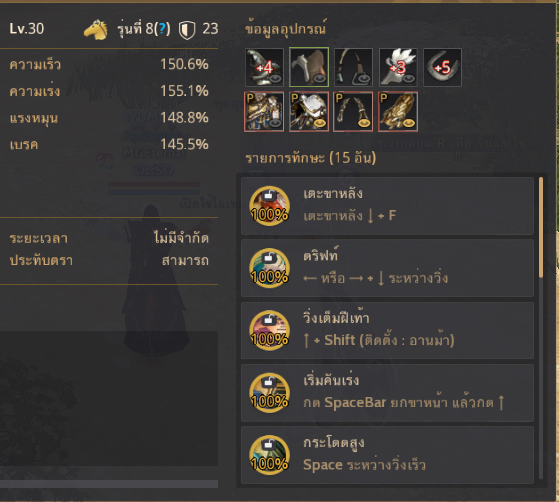 Lv.30 รุ่นที่ 8(?) 23
ความเร็ว 150.6%
ความเร่ง 155.1%
แรงหมุน 148.8%
เบรค 145.5%
ระยะเวลา ไม่มีจำกัด
ประทับตรา สามารถ
ข้อมูลอุปกรณ์
+4 +3 +5
P P P P
รายการทักษะ (15 อัน)
100% เตะขาหลัง
เตะขาหลัง ↓ + F
100% ดริฟท์
← หรือ → + ↓ ระหว่างวิ่ง
100% วิ่งเต็มฝีเท้า
↑ + Shift (ติดตั้ง : อานม้า)
100% เริ่มคันเร่ง
กด SpaceBar ยกขาหน้า แล้วกด ↑
100% กระโดดสูง
Space ระหว่างวิ่งเร็ว